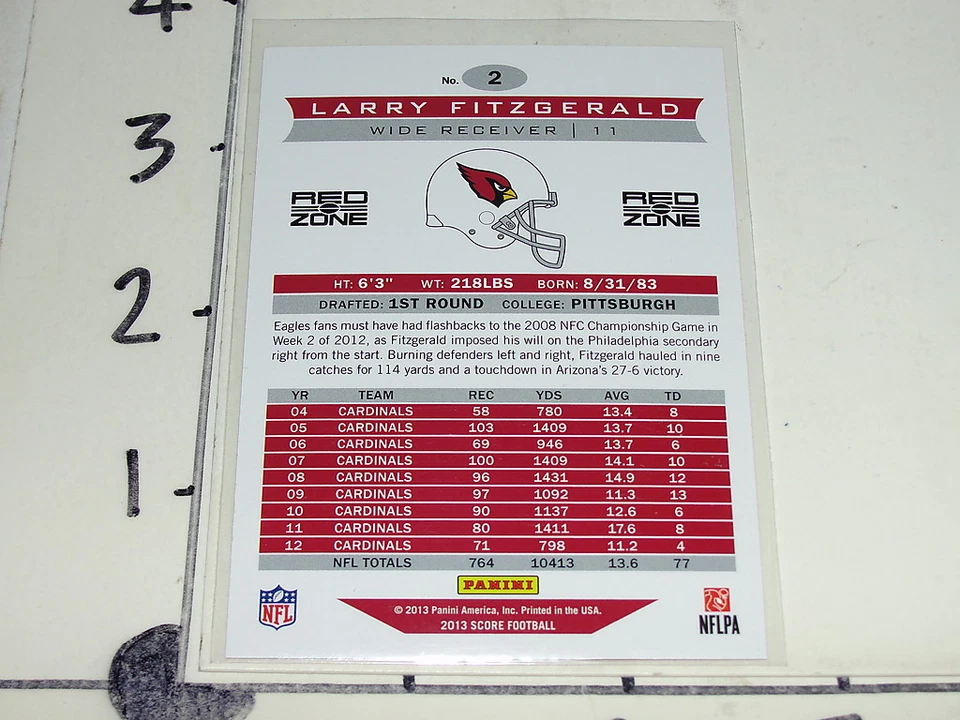 4
3
2
1
No. 2
LARRY FITZGERALD
WIDE RECEIVER | 11
RED ZONE
RED ZONE
HT: 6'3" WT: 218LBS BORN: 8/31/83
DRAFTED: 1ST ROUND COLLEGE: PITTSBURGH
Eagles fans must have had flashbacks to the 2008 NFC Championship Game in
Week 2 of 2012, as Fitzgerald imposed his will on the Philadelphia secondary
right from the start. Burning defenders left and right, Fitzgerald hauled in nine
catches for 114 yards and a touchdown in Arizona's 27-6 victory.
YR TEAM REC YDS AVG TD
04 CARDINALS 58 780 13.4 8
05 CARDINALS 103 1409 13.7 10
06 CARDINALS 69 946 13.7 6
07 CARDINALS 100 1409 14.1 10
08 CARDINALS 96 1431 14.9 12
09 CARDINALS 97 1092 11.3 13
10 CARDINALS 90 1137 12.6 6
11 CARDINALS 80 1411 17.6 8
12 CARDINALS 71 798 11.2 4
NFL TOTALS 764 10413 13.6 77
PANINI
NFL
© 2013 Panini America, Inc. Printed in the USA.
2013 SCORE FOOTBALL
NFLPA